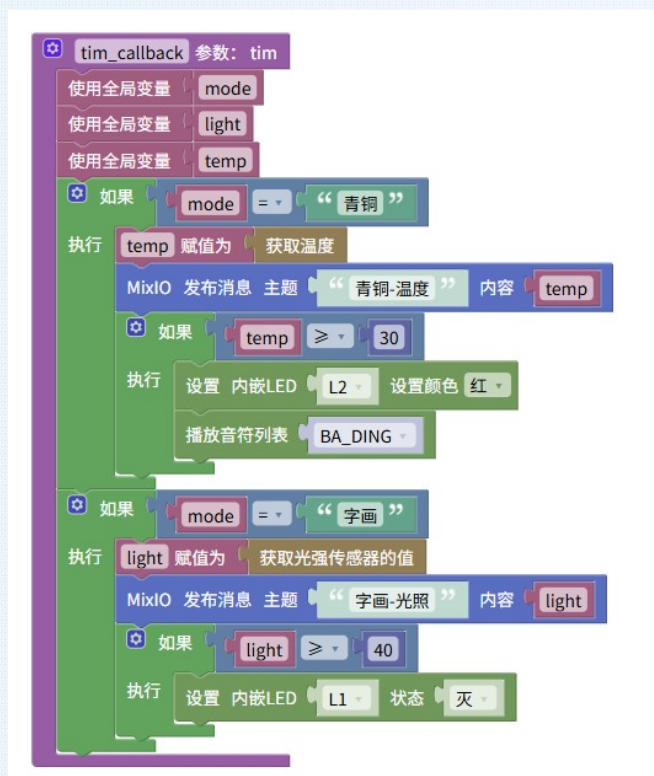 tim_callback 参数： tim
使用全局变量 mode
使用全局变量 light
使用全局变量 temp
如果 mode = “ 青铜 ”
执行 temp 赋值为 获取温度
MixIO 发布消息 主题 “ 青铜-温度 ” 内容 temp
如果 temp ≥ 30
执行 设置 内嵌LED L2 设置颜色 红
播放音符列表 BA_DING
如果 mode = “ 字画 ”
执行 light 赋值为 获取光强传感器的值
MixIO 发布消息 主题 “ 字画-光照 ” 内容 light
如果 light ≥ 40
执行 设置 内嵌LED L1 状态 灭